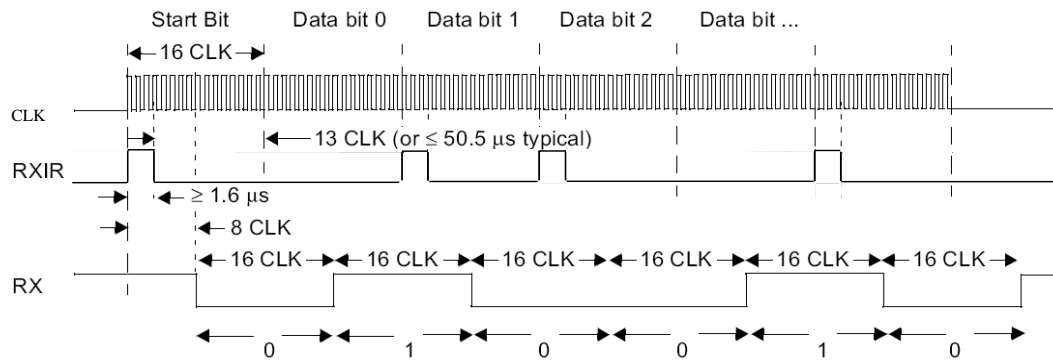 Start Bit Data bit 0 Data bit 1 Data bit 2 Data bit ...
16 CLK
CLK
13 CLK (or ≤ 50.5 μs typical)
RXIR
≥ 1.6 μs
8 CLK
16 CLK 16 CLK 16 CLK 16 CLK 16 CLK 16 CLK
RX
0 1 0 0 1 0